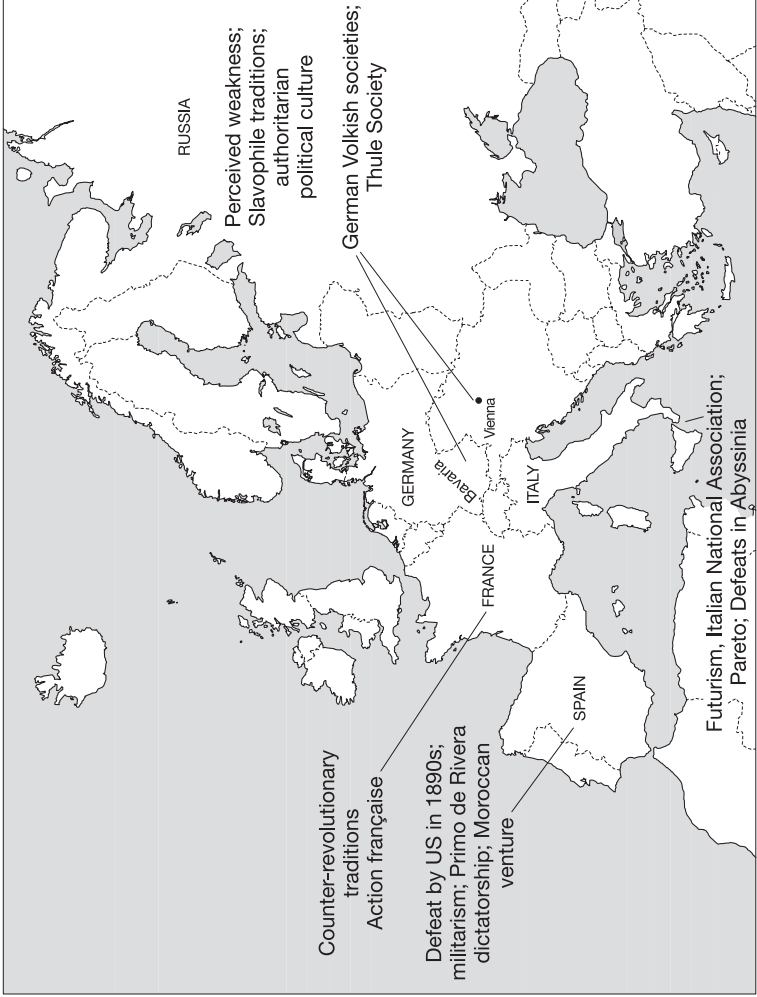 RUSSIA
Perceived weakness;
Slavophile traditions;
authoritarian
political culture
German Volkish societies;
Thule Society
GERMANY
Bavaria
Vienna
ITALY
FRANCE
SPAIN
Counter-revolutionary
traditions
Action française
Defeat by US in 1890s;
militarism; Primo de Rivera
dictatorship; Moroccan
venture
Futurism, Italian National Association;
Pareto; Defeats in Abyssinia